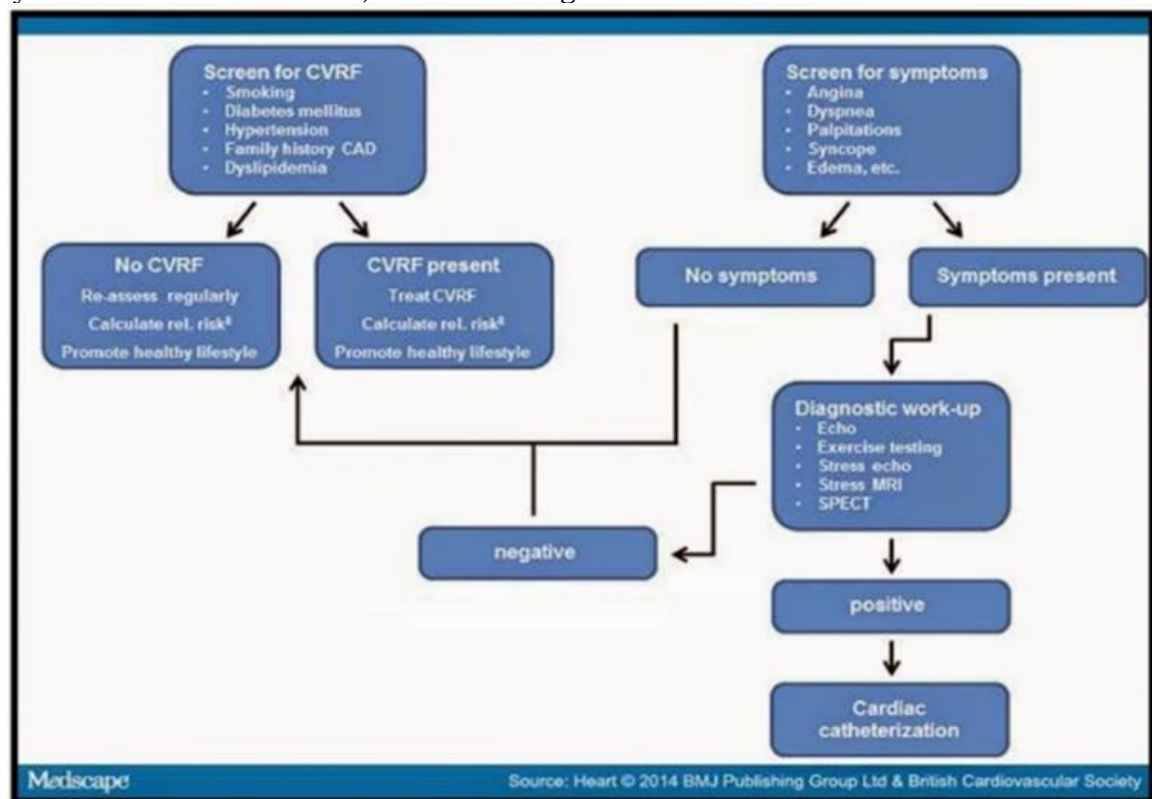 Screen for CVRF
• Smoking
• Diabetes mellitus
• Hypertension
• Family history CAD
• Dyslipidemia
Screen for symptoms
• Angina
• Dyspnea
• Palpitations
• Syncope
• Edema, etc.
No CVRF
Re-assess regularly
Calculate rel. risk⁸
Promote healthy lifestyle
CVRF present
Treat CVRF
Calculate rel. risk⁸
Promote healthy lifestyle
No symptoms
Symptoms present
Diagnostic work-up
• Echo
• Exercise testing
• Stress echo
• Stress MRI
• SPECT
negative
positive
Cardiac
catheterization
Medscape
Source: Heart © 2014 BMJ Publishing Group Ltd & British Cardiovascular Society